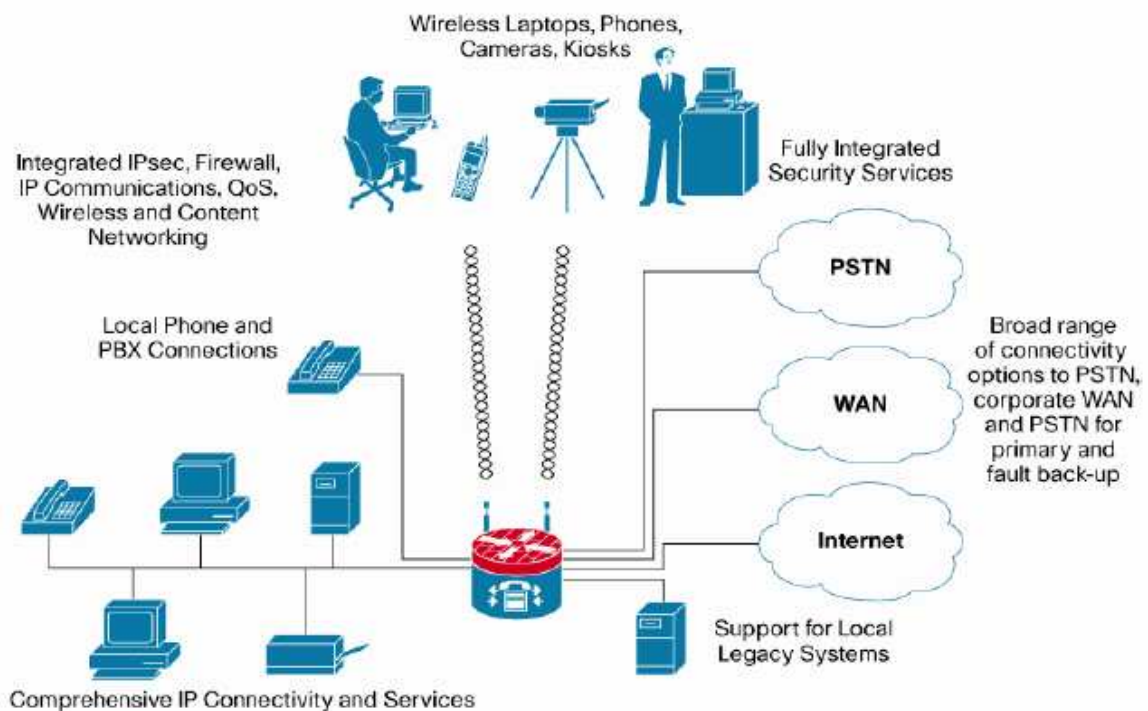 Wireless Laptops, Phones,
Cameras, Kiosks
Integrated IPsec, Firewall,
IP Communications, QoS,
Wireless and Content
Networking
Fully Integrated
Security Services
PSTN
Local Phone and
PBX Connections
Broad range
of connectivity
options to PSTN,
corporate WAN
and PSTN for
primary and
fault back-up
WAN
Internet
Support for Local
Legacy Systems
Comprehensive IP Connectivity and Services